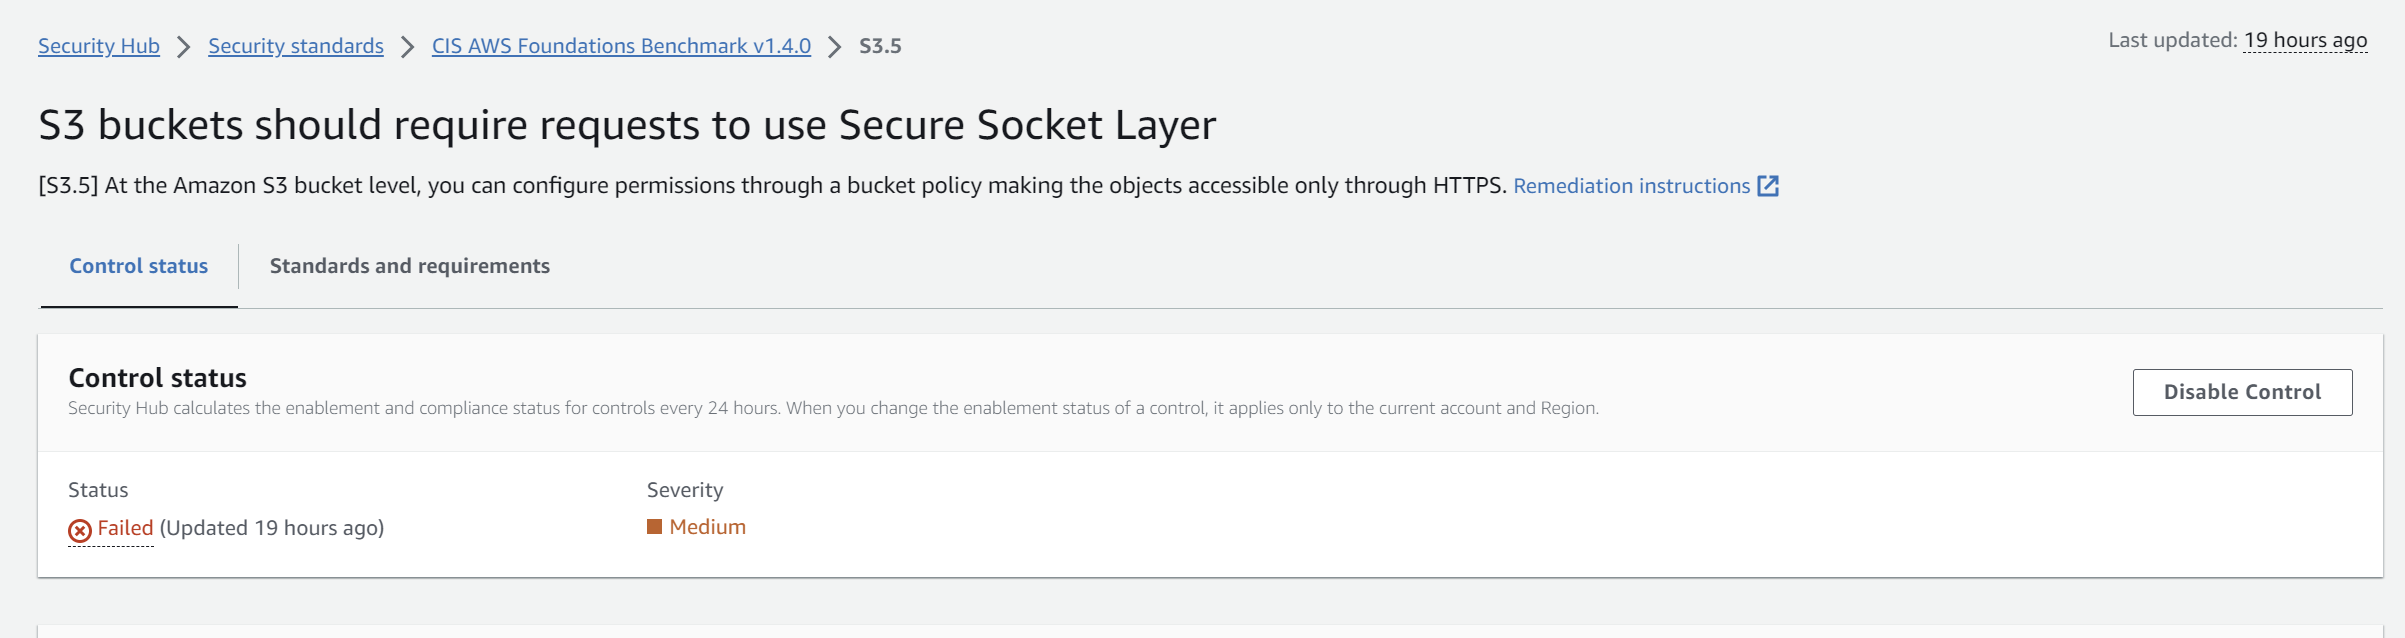 Security Hub > Security standards > CIS AWS Foundations Benchmark v1.4.0 > S3.5
Last updated: 19 hours ago
S3 buckets should require requests to use Secure Socket Layer
[S3.5] At the Amazon S3 bucket level, you can configure permissions through a bucket policy making the objects accessible only through HTTPS. Remediation instructions
Control status
Standards and requirements
Control status
Security Hub calculates the enablement and compliance status for controls every 24 hours. When you change the enablement status of a control, it applies only to the current account and Region.
Disable Control
Status
Severity
Failed (Updated 19 hours ago)
Medium